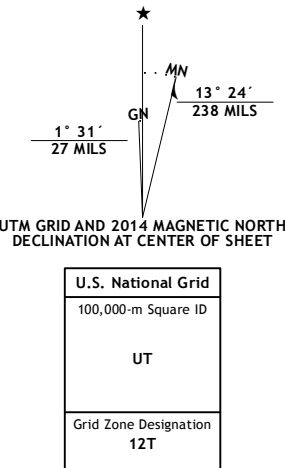 ★
MN
13° 24´
238 MILS
GN
1° 31´
27 MILS
UTM GRID AND 2014 MAGNETIC NORTH
DECLINATION AT CENTER OF SHEET
U.S. National Grid
100,000-m Square ID
UT
Grid Zone Designation
12T